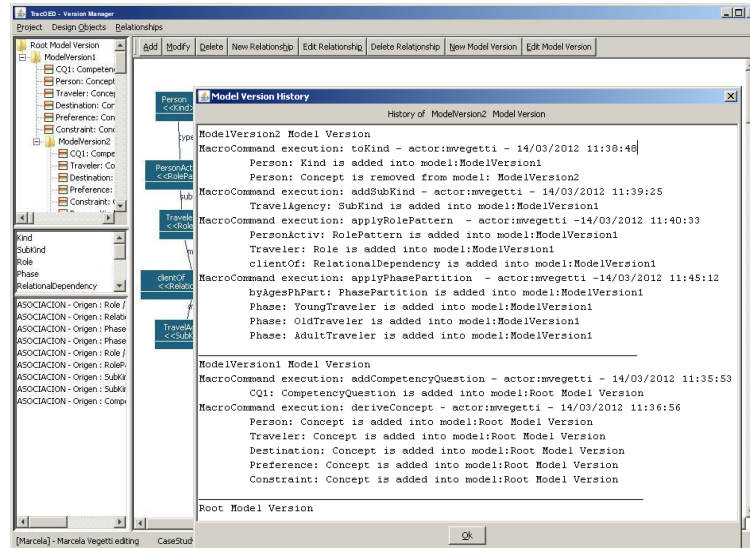 TracOED - Version Manager
Project Design Objects Relationships
Root Model Version
ModelVersion1
CQ1: Competen
Person: Concept
Traveler: Concep
Destination: Con
Preference: Con
Constraint: Conc
ModelVersion2
CQ1: Compe
Traveler: Co
Destination:
Preference:
Constraint: C
Kind
SubKind
Role
Phase
RelationalDependency
ASOCIACION - Origen : Role /
ASOCIACION - Origen : Relatio
ASOCIACION - Origen : Phase
ASOCIACION - Origen : Phase
ASOCIACION - Origen : Role /
ASOCIACION - Origen : RoleP
ASOCIACION - Origen : SubKir
ASOCIACION - Origen : SubKir
ASOCIACION - Origen : Compe
Add Modify Delete New Relationship Edit Relationship Delete Relationship New Model Version Edit Model Version
Person
<<Kind>
type
PersonAct
<<RolePa
sub
Travele
<<Role
clientOf
<<Relatio
TravelAg
<<SubK
Model Version History
History of ModelVersion2 Model Version
ModelVersion2 Model Version
MacroCommand execution: toKind - actor:mvegetti - 14/03/2012 11:38:48
Person: Kind is added into model:ModelVersion1
Person: Concept is removed from model: ModelVersion2
MacroCommand execution: addSubKind - actor:mvegetti - 14/03/2012 11:39:25
TravelAgency: SubKind is added into model:ModelVersion1
MacroCommand execution: applyRolePattern - actor:mvegetti -14/03/2012 11:40:33
PersonActiv: RolePattern is added into model:ModelVersion1
Traveler: Role is added into model:ModelVersion1
clientOf: RelationalDependency is added into model:ModelVersion1
MacroCommand execution: applyPhasePartition - actor:mvegetti -14/03/2012 11:45:12
byAgesPhPart: PhasePartition is added into model:ModelVersion1
Phase: YoungTraveler is added into model:ModelVersion1
Phase: OldTraveler is added into model:ModelVersion1
Phase: AdultTraveler is added into model:ModelVersion1
ModelVersion1 Model Version
MacroCommand execution: addCompetencyQuestion - actor:mvegetti - 14/03/2012 11:35:53
CQ1: CompetencyQuestion is added into model:Root Model Version
MacroCommand execution: deriveConcept - actor:mvegetti - 14/03/2012 11:36:56
Person: Concept is added into model:Root Model Version
Traveler: Concept is added into model:Root Model Version
Destination: Concept is added into model:Root Model Version
Preference: Concept is added into model:Root Model Version
Constraint: Concept is added into model:Root Model Version
Root Model Version
Ok
[Marcela] - Marcela Vegetti editing CaseStud